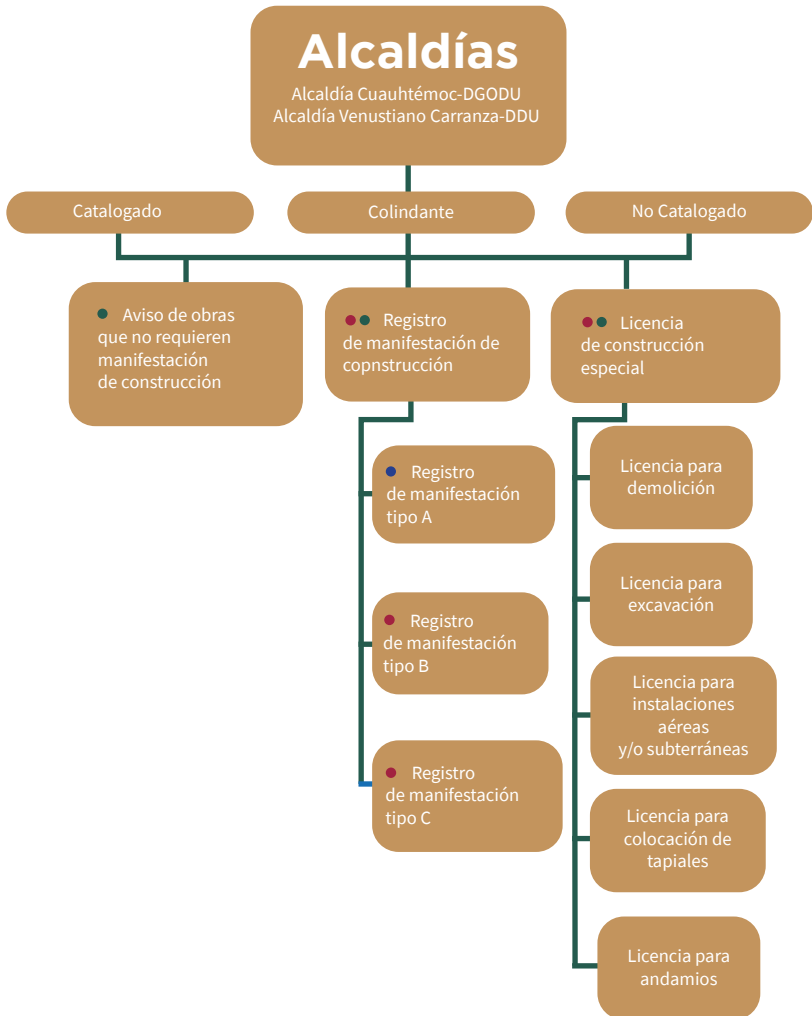 Alcaldías
Alcaldía Cuauhtémoc-DGODU
Alcaldía Venustiano Carranza-DDU
Catalogado
Colindante
No Catalogado
Aviso de obras
que no requieren
manifestación
de construcción
Registro
de manifestación de
copnstrucción
Licencia
de construcción
especial
Registro
de manifestación
tipo A
Registro
de manifestación
tipo B
Registro
de manifestación
tipo C
Licencia para
demolición
Licencia para
excavación
Licencia para
instalaciones
aéreas
y/o subterráneas
Licencia para
colocación de
tapiales
Licencia para
andamios